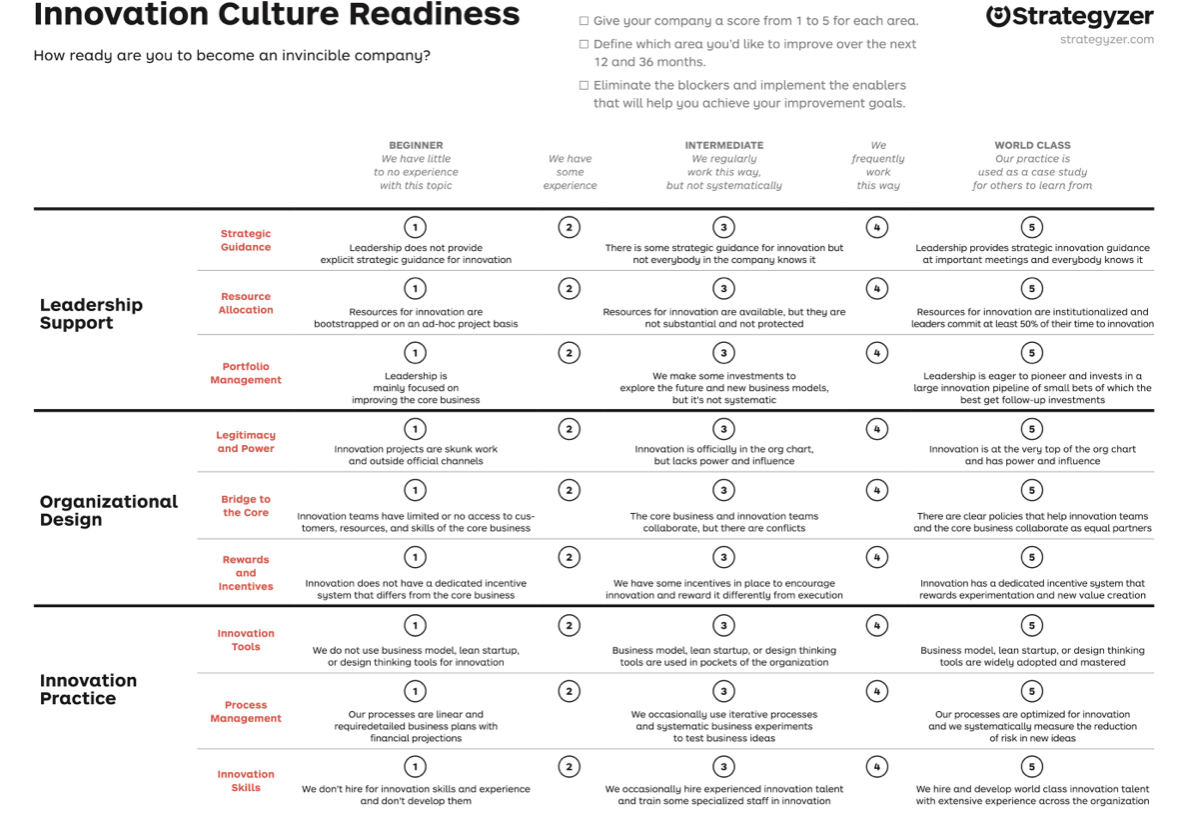 Innovation Culture Readiness
How ready are you to become an invincible company?
☐ Give your company a score from 1 to 5 for each area.
☐ Define which area you'd like to improve over the next
12 and 36 months.
☐ Eliminate the blockers and implement the enablers
that will help you achieve your improvement goals.
Strategyzer
strategyzer.com
BEGINNER
We have little
to no experience
with this topic
We have
some
experience
INTERMEDIATE
We regularly
work this way,
but not systematically
We
frequently
work
this way
WORLD CLASS
Our practice is
used as a case study
for others to learn from
Leadership
Support
Strategic
Guidance
1
Leadership does not provide
explicit strategic guidance for innovation
2
3
There is some strategic guidance for innovation but
not everybody in the company knows it
4
5
Leadership provides strategic innovation guidance
at important meetings and everybody knows it
Resource
Allocation
1
Resources for innovation are
bootstrapped or on an ad-hoc project basis
2
3
Resources for innovation are available, but they are
not substantial and not protected
4
5
Resources for innovation are institutionalized and
leaders commit at least 50% of their time to innovation
Portfolio
Management
1
Leadership is
mainly focused on
improving the core business
2
3
We make some investments to
explore the future and new business models,
but it's not systematic
4
5
Leadership is eager to pioneer and invests in a
large innovation pipeline of small bets of which the
best get follow-up investments
Organizational
Design
Legitimacy
and Power
1
Innovation projects are skunk work
and outside official channels
2
3
Innovation is officially in the org chart,
but lacks power and influence
4
5
Innovation is at the very top of the org chart
and has power and influence
Bridge to
the Core
1
Innovation teams have limited or no access to cus-
tomers, resources, and skills of the core business
2
3
The core business and innovation teams
collaborate, but there are conflicts
4
5
There are clear policies that help innovation teams
and the core business collaborate as equal partners
Rewards
and
Incentives
1
Innovation does not have a dedicated incentive
system that differs from the core business
2
3
We have some incentives in place to encourage
innovation and reward it differently from execution
4
5
Innovation has a dedicated incentive system that
rewards experimentation and new value creation
Innovation
Practice
Innovation
Tools
1
We do not use business model, lean startup,
or design thinking tools for innovation
2
3
Business model, lean startup, or design thinking
tools are used in pockets of the organization
4
5
Business model, lean startup, or design thinking
tools are widely adopted and mastered
Process
Management
1
Our processes are linear and
requiredetailed business plans with
financial projections
2
3
We occasionally use iterative processes
and systematic business experiments
to test business ideas
4
5
Our processes are optimized for innovation
and we systematically measure the reduction
of risk in new ideas
Innovation
Skills
1
We don't hire for innovation skills and experience
and don't develop them
2
3
We occasionally hire experienced innovation talent
and train some specialized staff in innovation
4
5
We hire and develop world class innovation talent
with extensive experience across the organization